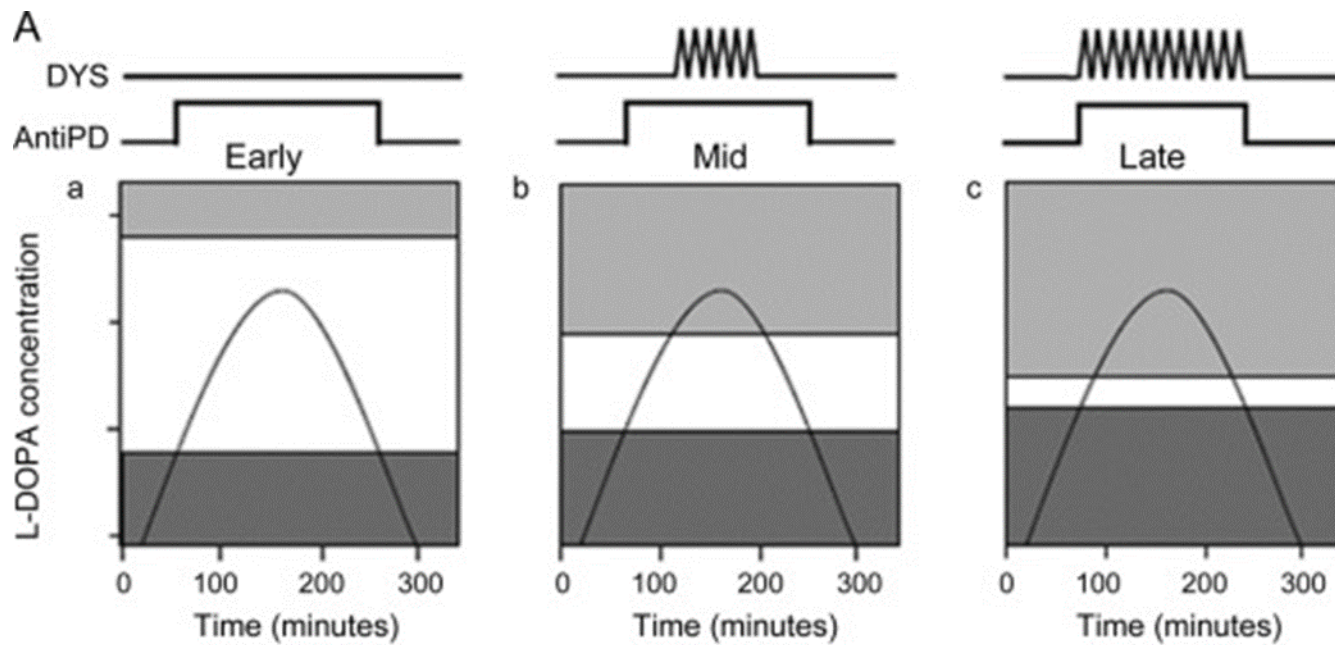 A
DYS
AntiPD
Early
Mid
Late
a
b
c
L-DOPA concentration
0 100 200 300
0 100 200 300
0 100 200 300
Time (minutes)
Time (minutes)
Time (minutes)